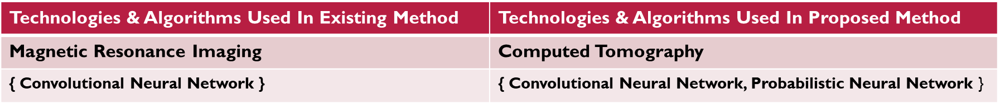 Technologies & Algorithms Used In Existing Method
Technologies & Algorithms Used In Proposed Method
Magnetic Resonance Imaging
Computed Tomography
{ Convolutional Neural Network }
{ Convolutional Neural Network, Probabilistic Neural Network }